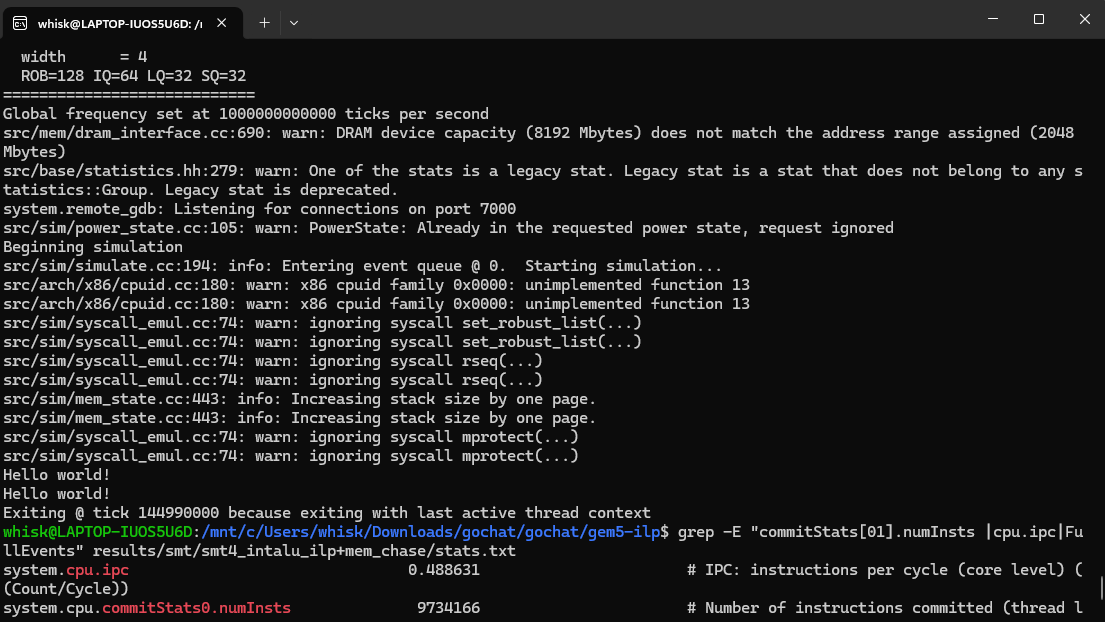 whisk@LAPTOP-IUOS5U6D: /r
width      = 4
ROB=128 IQ=64 LQ=32 SQ=32
============================
Global frequency set at 1000000000000 ticks per second
src/mem/dram_interface.cc:690: warn: DRAM device capacity (8192 Mbytes) does not match the address range assigned (2048
Mbytes)
src/base/statistics.hh:279: warn: One of the stats is a legacy stat. Legacy stat is a stat that does not belong to any s
tatistics::Group. Legacy stat is deprecated.
system.remote_gdb: Listening for connections on port 7000
src/sim/power_state.cc:105: warn: PowerState: Already in the requested power state, request ignored
Beginning simulation
src/sim/simulate.cc:194: info: Entering event queue @ 0.  Starting simulation...
src/arch/x86/cpuid.cc:180: warn: x86 cpuid family 0x0000: unimplemented function 13
src/arch/x86/cpuid.cc:180: warn: x86 cpuid family 0x0000: unimplemented function 13
src/sim/syscall_emul.cc:74: warn: ignoring syscall set_robust_list(...)
src/sim/syscall_emul.cc:74: warn: ignoring syscall set_robust_list(...)
src/sim/syscall_emul.cc:74: warn: ignoring syscall rseq(...)
src/sim/syscall_emul.cc:74: warn: ignoring syscall rseq(...)
src/sim/mem_state.cc:443: info: Increasing stack size by one page.
src/sim/mem_state.cc:443: info: Increasing stack size by one page.
src/sim/syscall_emul.cc:74: warn: ignoring syscall mprotect(...)
src/sim/syscall_emul.cc:74: warn: ignoring syscall mprotect(...)
Hello world!
Hello world!
Exiting @ tick 144990000 because exiting with last active thread context
whisk@LAPTOP-IUOS5U6D:/mnt/c/Users/whisk/Downloads/gochat/gochat/gem5-ilp$ grep -E "commitStats[01].numInsts |cpu.ipc|Fu
llEvents" results/smt/smt4_intalu_ilp+mem_chase/stats.txt
system.cpu.ipc                               0.488631                       # IPC: instructions per cycle (core level) (
(Count/Cycle))
system.cpu.commitStats0.numInsts              9734166                       # Number of instructions committed (thread l